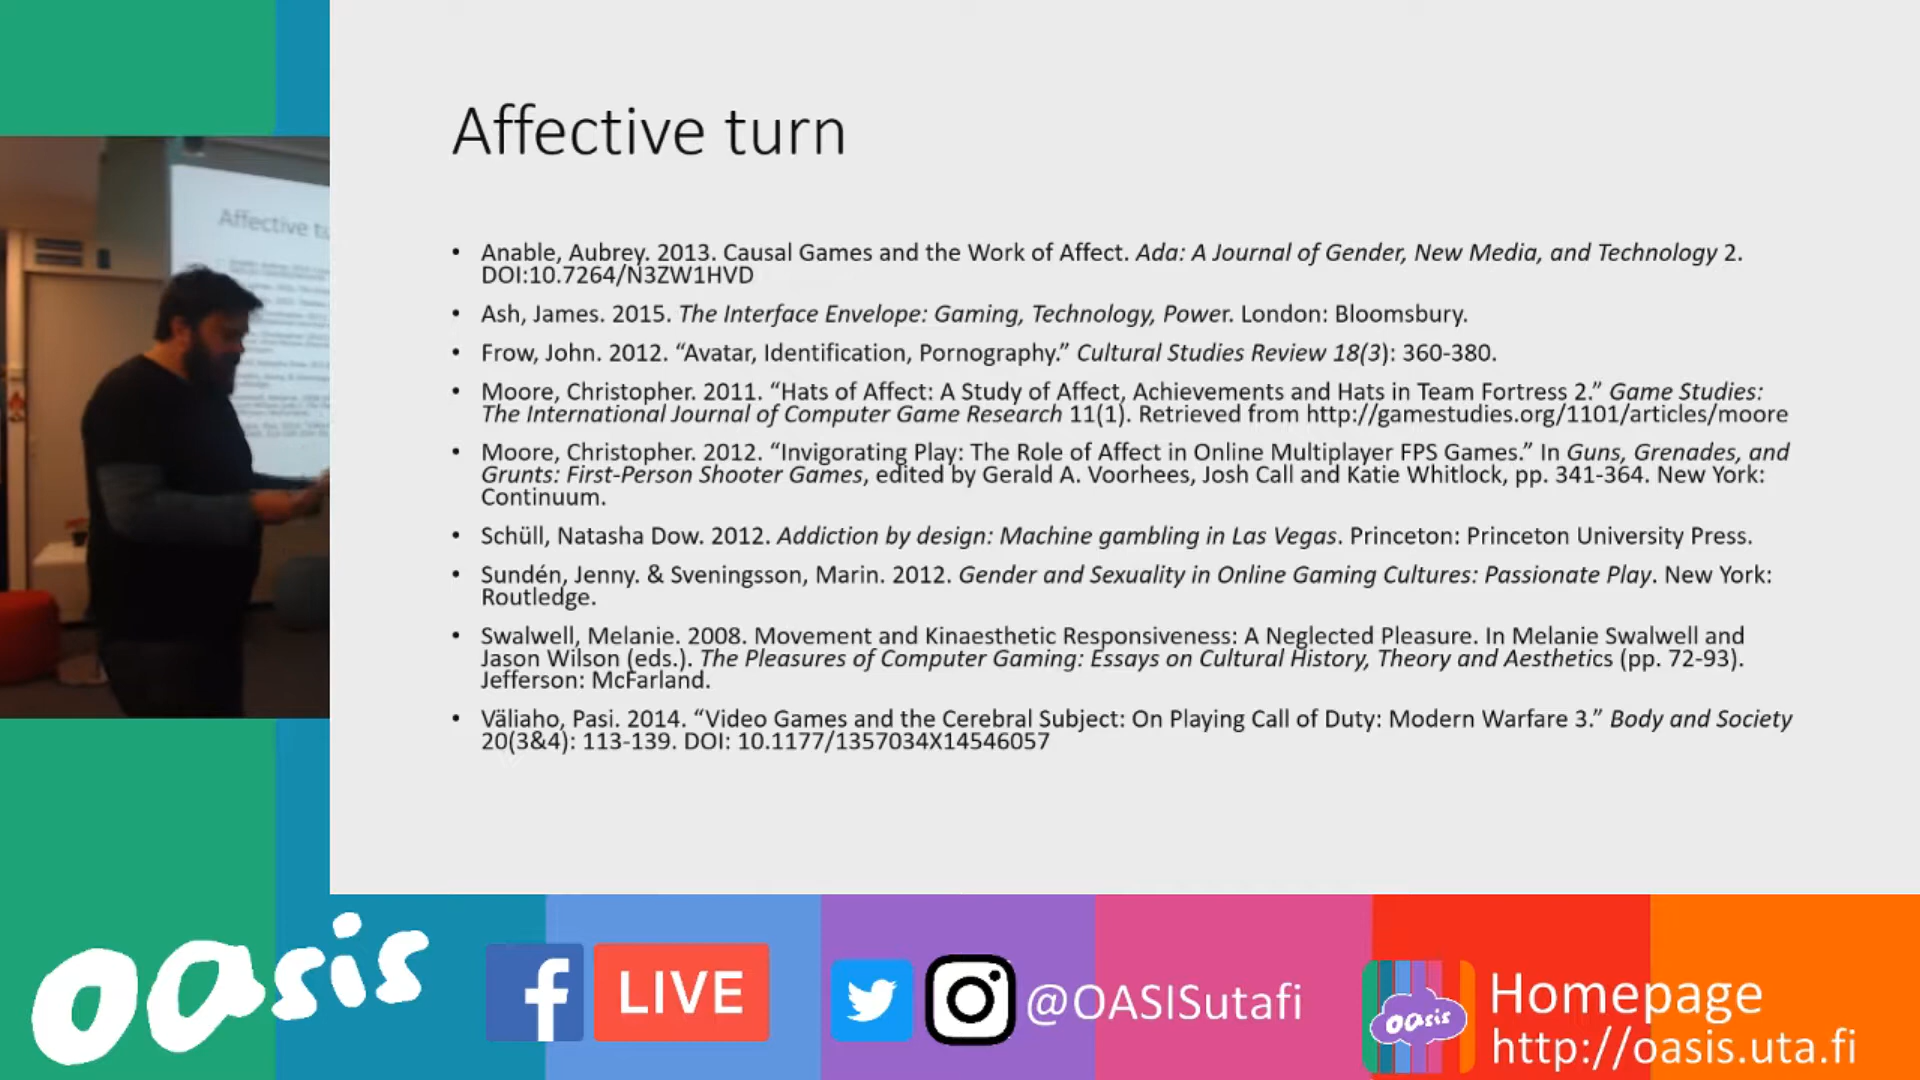 Affective turn
Affective tu
• Anable, Aubrey. 2013. Causal Games and the Work of Affect. Ada: A Journal of Gender, New Media, and Technology 2.
DOI:10.7264/N3ZW1HVD
• Ash, James. 2015. The Interface Envelope: Gaming, Technology, Power. London: Bloomsbury.
• Frow, John. 2012. “Avatar, Identification, Pornography.” Cultural Studies Review 18(3): 360-380.
• Moore, Christopher. 2011. “Hats of Affect: A Study of Affect, Achievements and Hats in Team Fortress 2.” Game Studies:
The International Journal of Computer Game Research 11(1). Retrieved from http://gamestudies.org/1101/articles/moore
• Moore, Christopher. 2012. “Invigorating Play: The Role of Affect in Online Multiplayer FPS Games.” In Guns, Grenades, and
Grunts: First-Person Shooter Games, edited by Gerald A. Voorhees, Josh Call and Katie Whitlock, pp. 341-364. New York:
Continuum.
• Schüll, Natasha Dow. 2012. Addiction by design: Machine gambling in Las Vegas. Princeton: Princeton University Press.
• Sundén, Jenny. & Sveningsson, Marin. 2012. Gender and Sexuality in Online Gaming Cultures: Passionate Play. New York:
Routledge.
• Swalwell, Melanie. 2008. Movement and Kinaesthetic Responsiveness: A Neglected Pleasure. In Melanie Swalwell and
Jason Wilson (eds.). The Pleasures of Computer Gaming: Essays on Cultural History, Theory and Aesthetics (pp. 72-93).
Jefferson: McFarland.
• Väliaho, Pasi. 2014. “Video Games and the Cerebral Subject: On Playing Call of Duty: Modern Warfare 3.” Body and Society
20(3&4): 113-139. DOI: 10.1177/1357034X14546057
oasis
f LIVE
@OASISutafi
oasis
Homepage
http://oasis.uta.fi